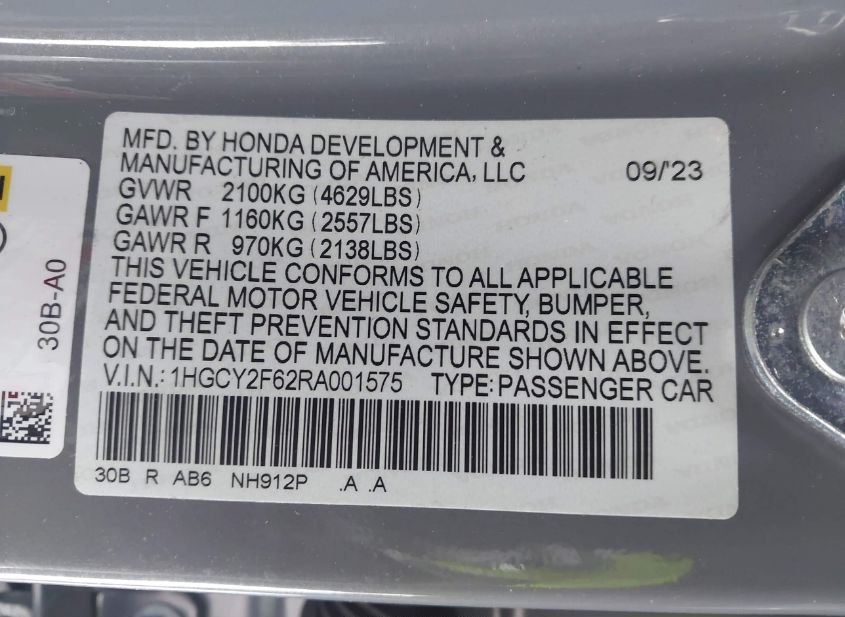 MFD. BY HONDA DEVELOPMENT &
MANUFACTURING OF AMERICA, LLC 09/'23
GVWR 2100KG (4629LBS)
GAWR F 1160KG (2557LBS)
GAWR R 970KG (2138LBS)
THIS VEHICLE CONFORMS TO ALL APPLICABLE
FEDERAL MOTOR VEHICLE SAFETY, BUMPER,
AND THEFT PREVENTION STANDARDS IN EFFECT
ON THE DATE OF MANUFACTURE SHOWN ABOVE.
V.I.N.: 1HGCY2F62RA001575 TYPE: PASSENGER CAR
30B R AB6 NH912P .A .A
30B-A0